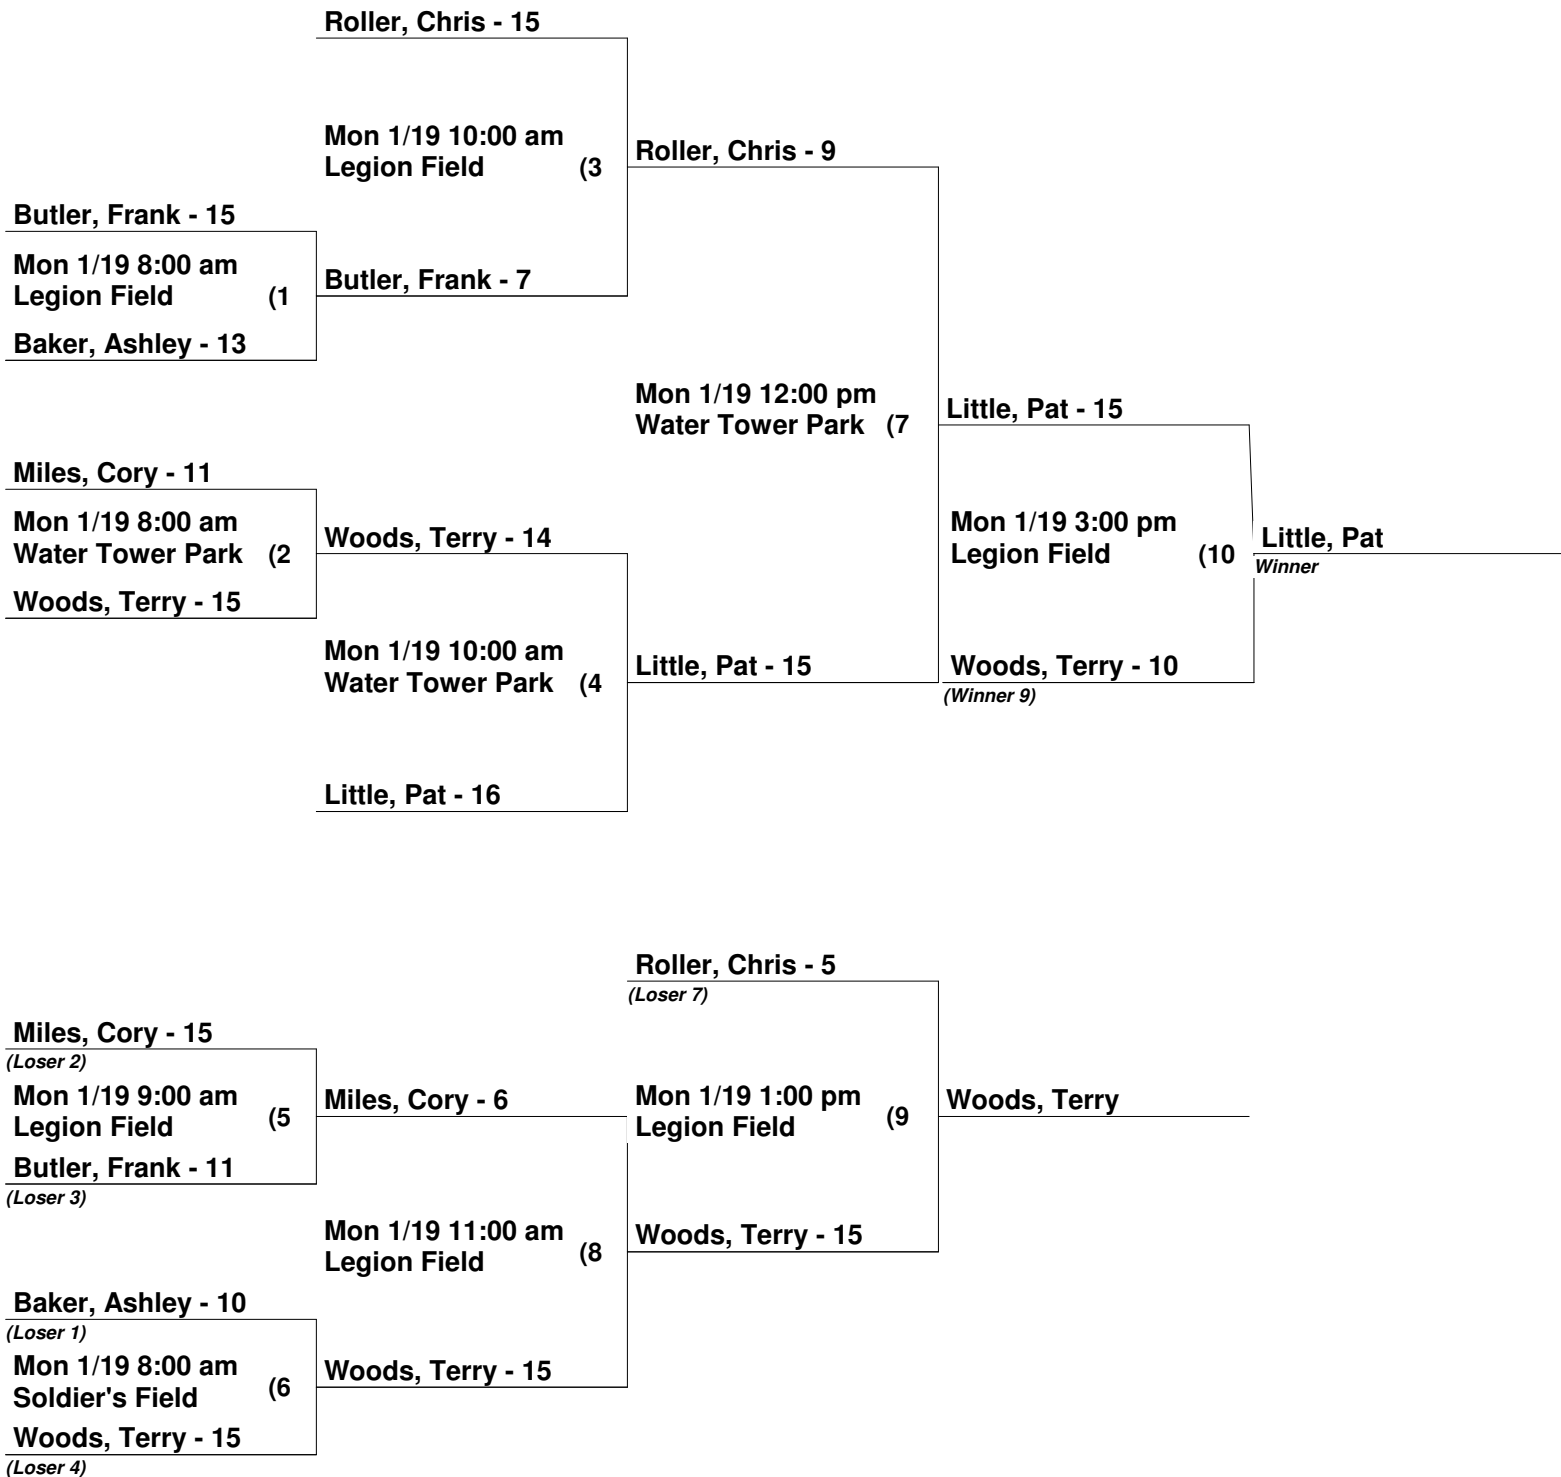 Roller, Chris - 15
Mon 1/19 10:00 am
Legion Field (3
Roller, Chris - 9
Butler, Frank - 15
Mon 1/19 8:00 am
Legion Field (1
Butler, Frank - 7
Baker, Ashley - 13
Mon 1/19 12:00 pm
Water Tower Park (7
Little, Pat - 15
Miles, Cory - 11
Mon 1/19 8:00 am
Water Tower Park (2
Woods, Terry - 14
Woods, Terry - 15
Mon 1/19 3:00 pm
Legion Field (10
Little, Pat
Winner
Mon 1/19 10:00 am
Water Tower Park (4
Little, Pat - 15
Woods, Terry - 10
(Winner 9)
Little, Pat - 16
Roller, Chris - 5
(Loser 7)
Miles, Cory - 15
(Loser 2)
Mon 1/19 9:00 am
Legion Field (5
Miles, Cory - 6
Mon 1/19 1:00 pm
Legion Field (9
Woods, Terry
Butler, Frank - 11
(Loser 3)
Mon 1/19 11:00 am
Legion Field (8
Woods, Terry - 15
Baker, Ashley - 10
(Loser 1)
Mon 1/19 8:00 am
Soldier's Field (6
Woods, Terry - 15
Woods, Terry - 15
(Loser 4)